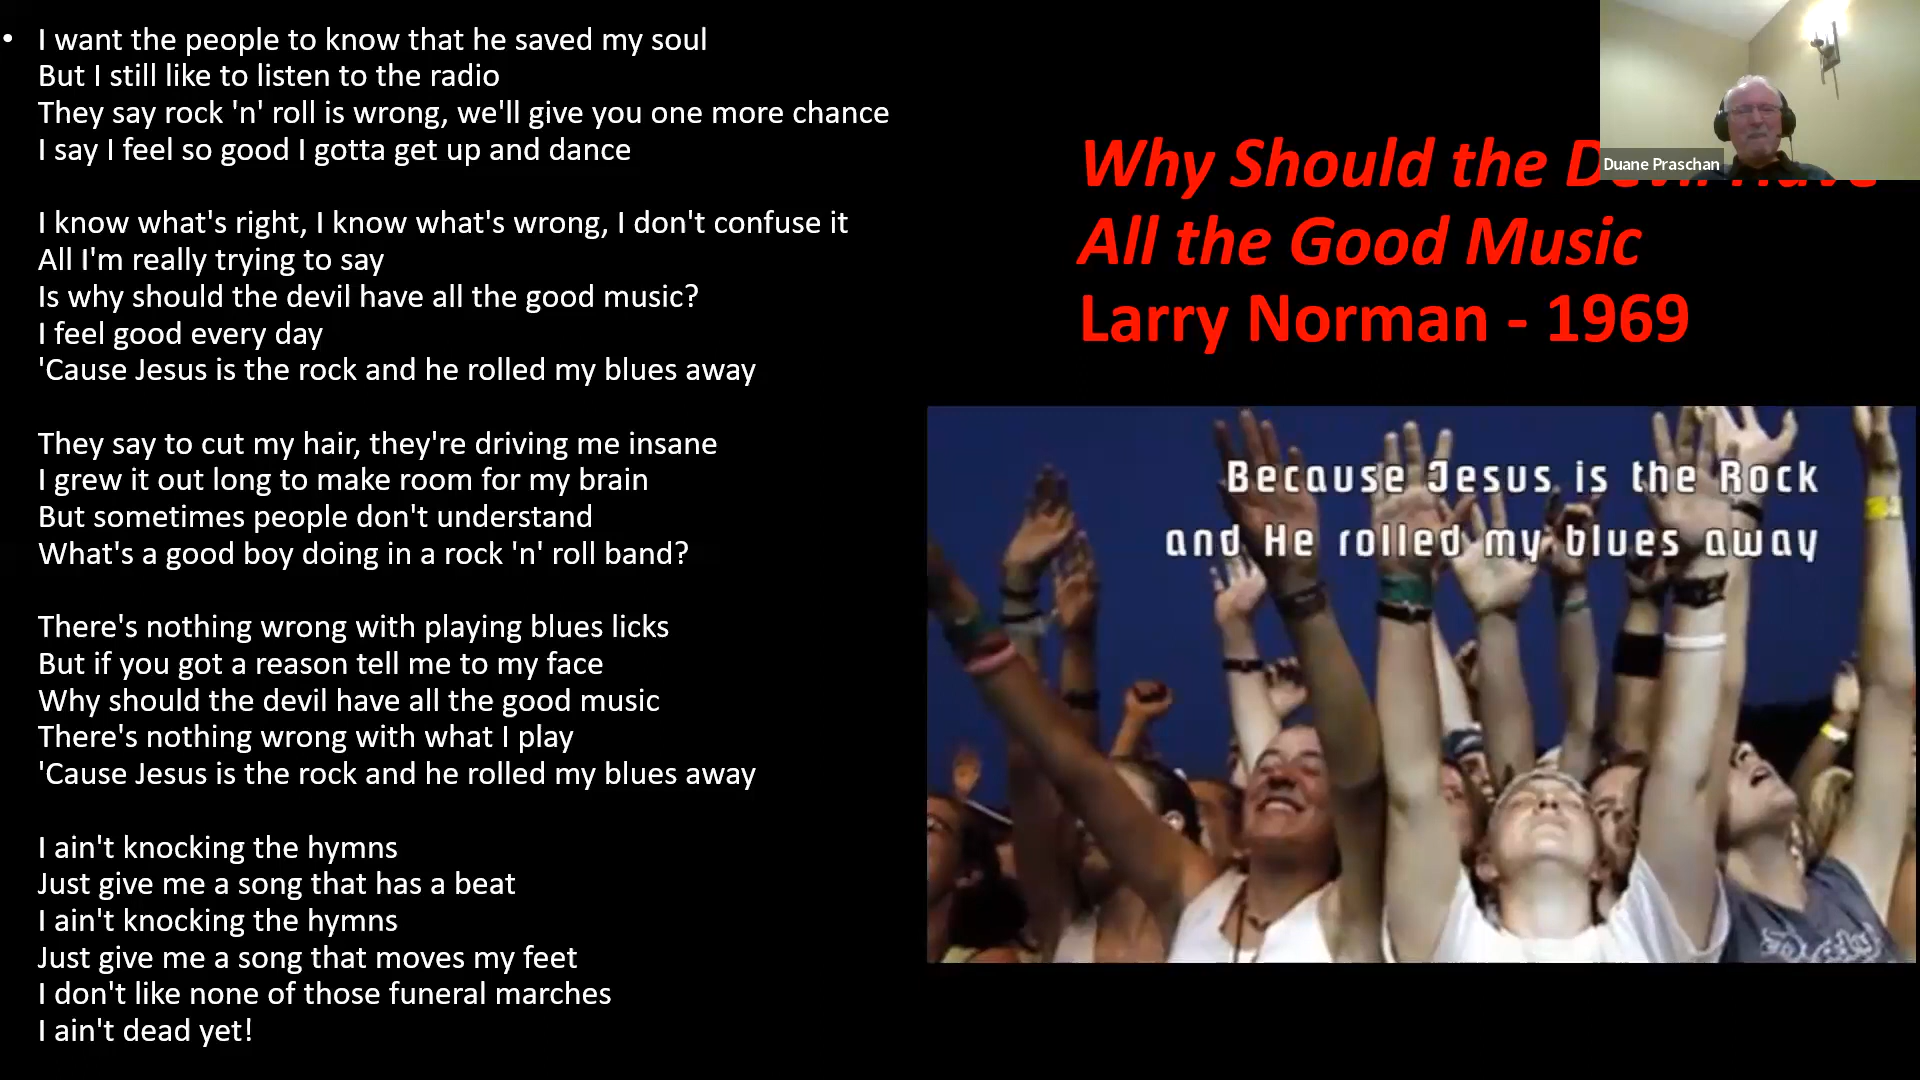 • I want the people to know that he saved my soul
But I still like to listen to the radio
They say rock 'n' roll is wrong, we'll give you one more chance
I say I feel so good I gotta get up and dance
I know what's right, I know what's wrong, I don't confuse it
All I'm really trying to say
Is why should the devil have all the good music?
I feel good every day
'Cause Jesus is the rock and he rolled my blues away
They say to cut my hair, they're driving me insane
I grew it out long to make room for my brain
But sometimes people don't understand
What's a good boy doing in a rock 'n' roll band?
There's nothing wrong with playing blues licks
But if you got a reason tell me to my face
Why should the devil have all the good music
There's nothing wrong with what I play
'Cause Jesus is the rock and he rolled my blues away
I ain't knocking the hymns
Just give me a song that has a beat
I ain't knocking the hymns
Just give me a song that moves my feet
I don't like none of those funeral marches
I ain't dead yet!
Duane Praschan
Why Should the Devil Have
All the Good Music
Larry Norman - 1969
Because Jesus is the Rock
and He rolled my blues away